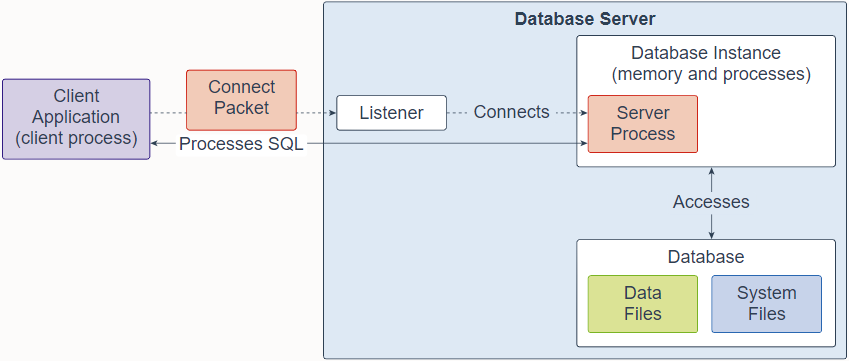 Database Server
Database Instance
(memory and processes)
Client
Application
(client process)
Connect
Packet
Listener
Connects
Server
Process
Processes SQL
Accesses
Database
Data
Files
System
Files